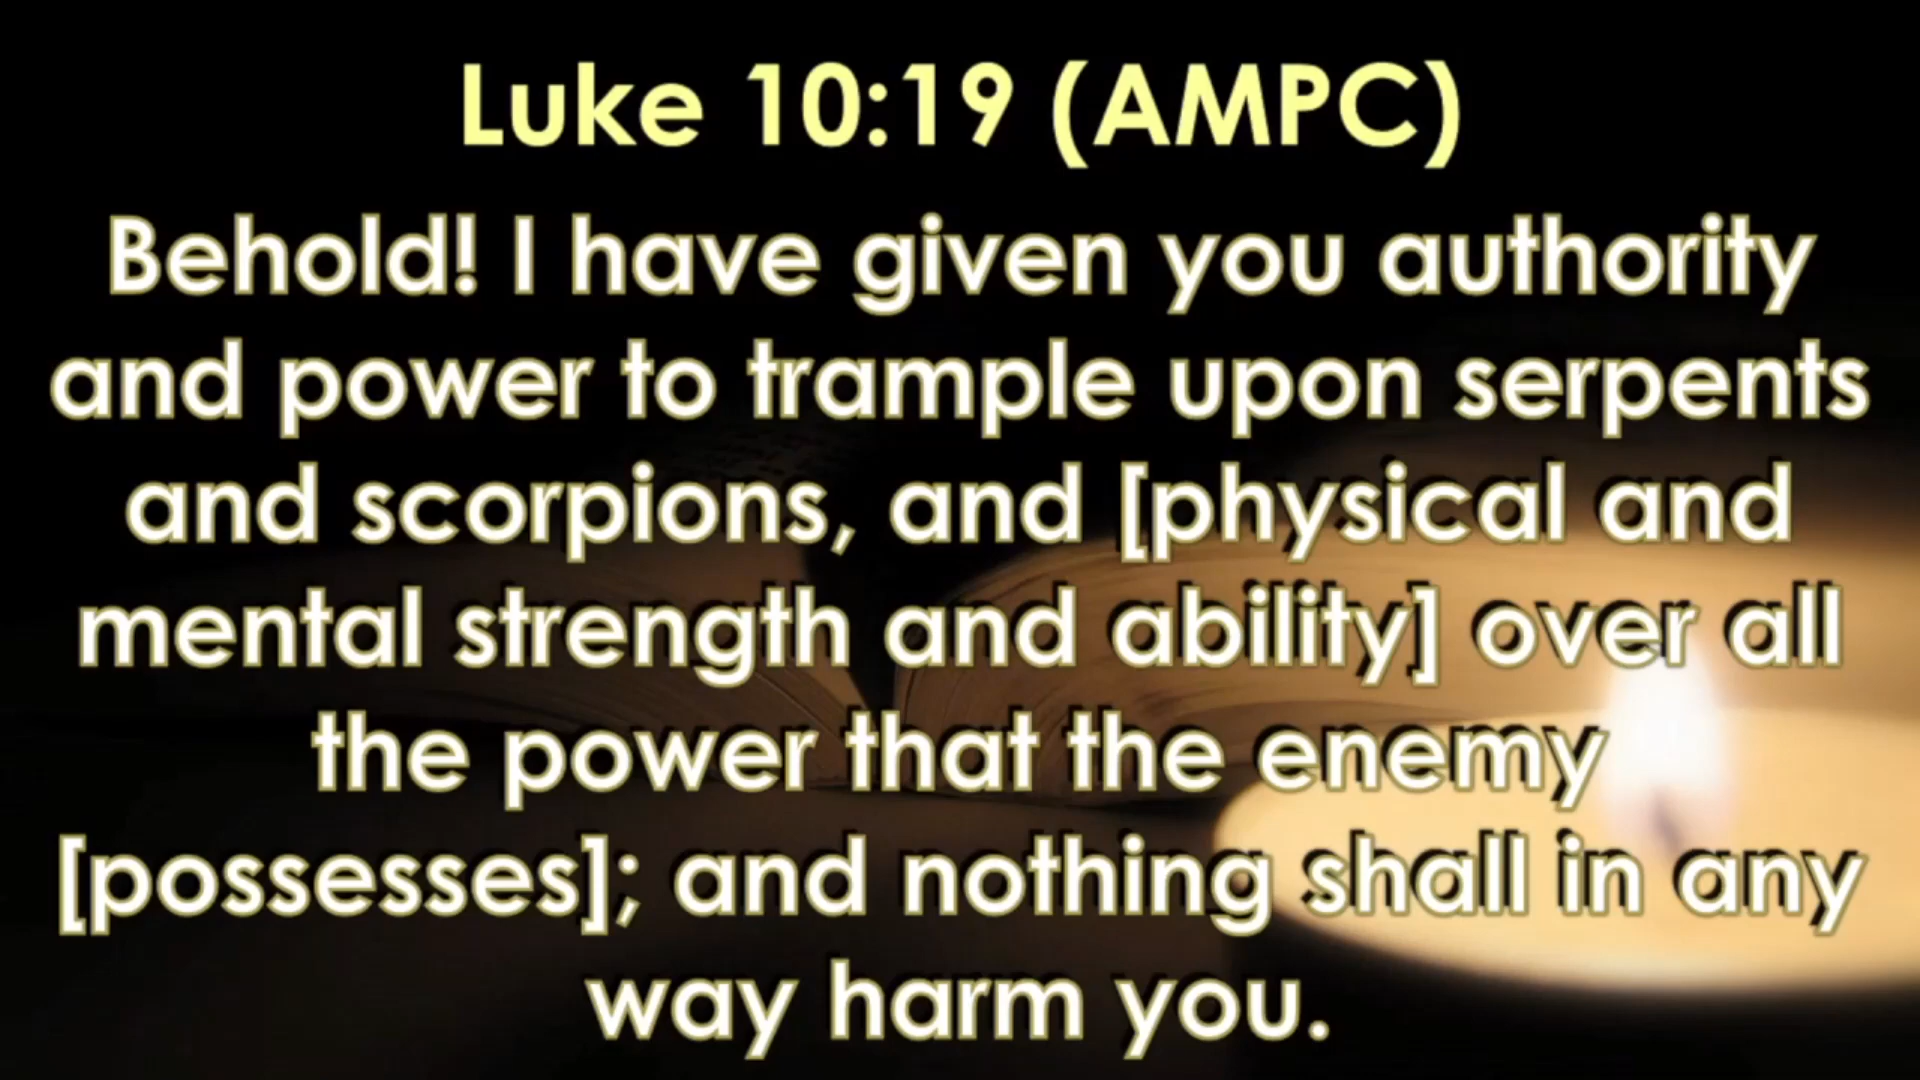 Luke 10:19 (AMPC)
Behold! I have given you authority
and power to trample upon serpents
and scorpions, and [physical and
mental strength and ability] over all
the power that the enemy
[possesses]; and nothing shall in any
way harm you.